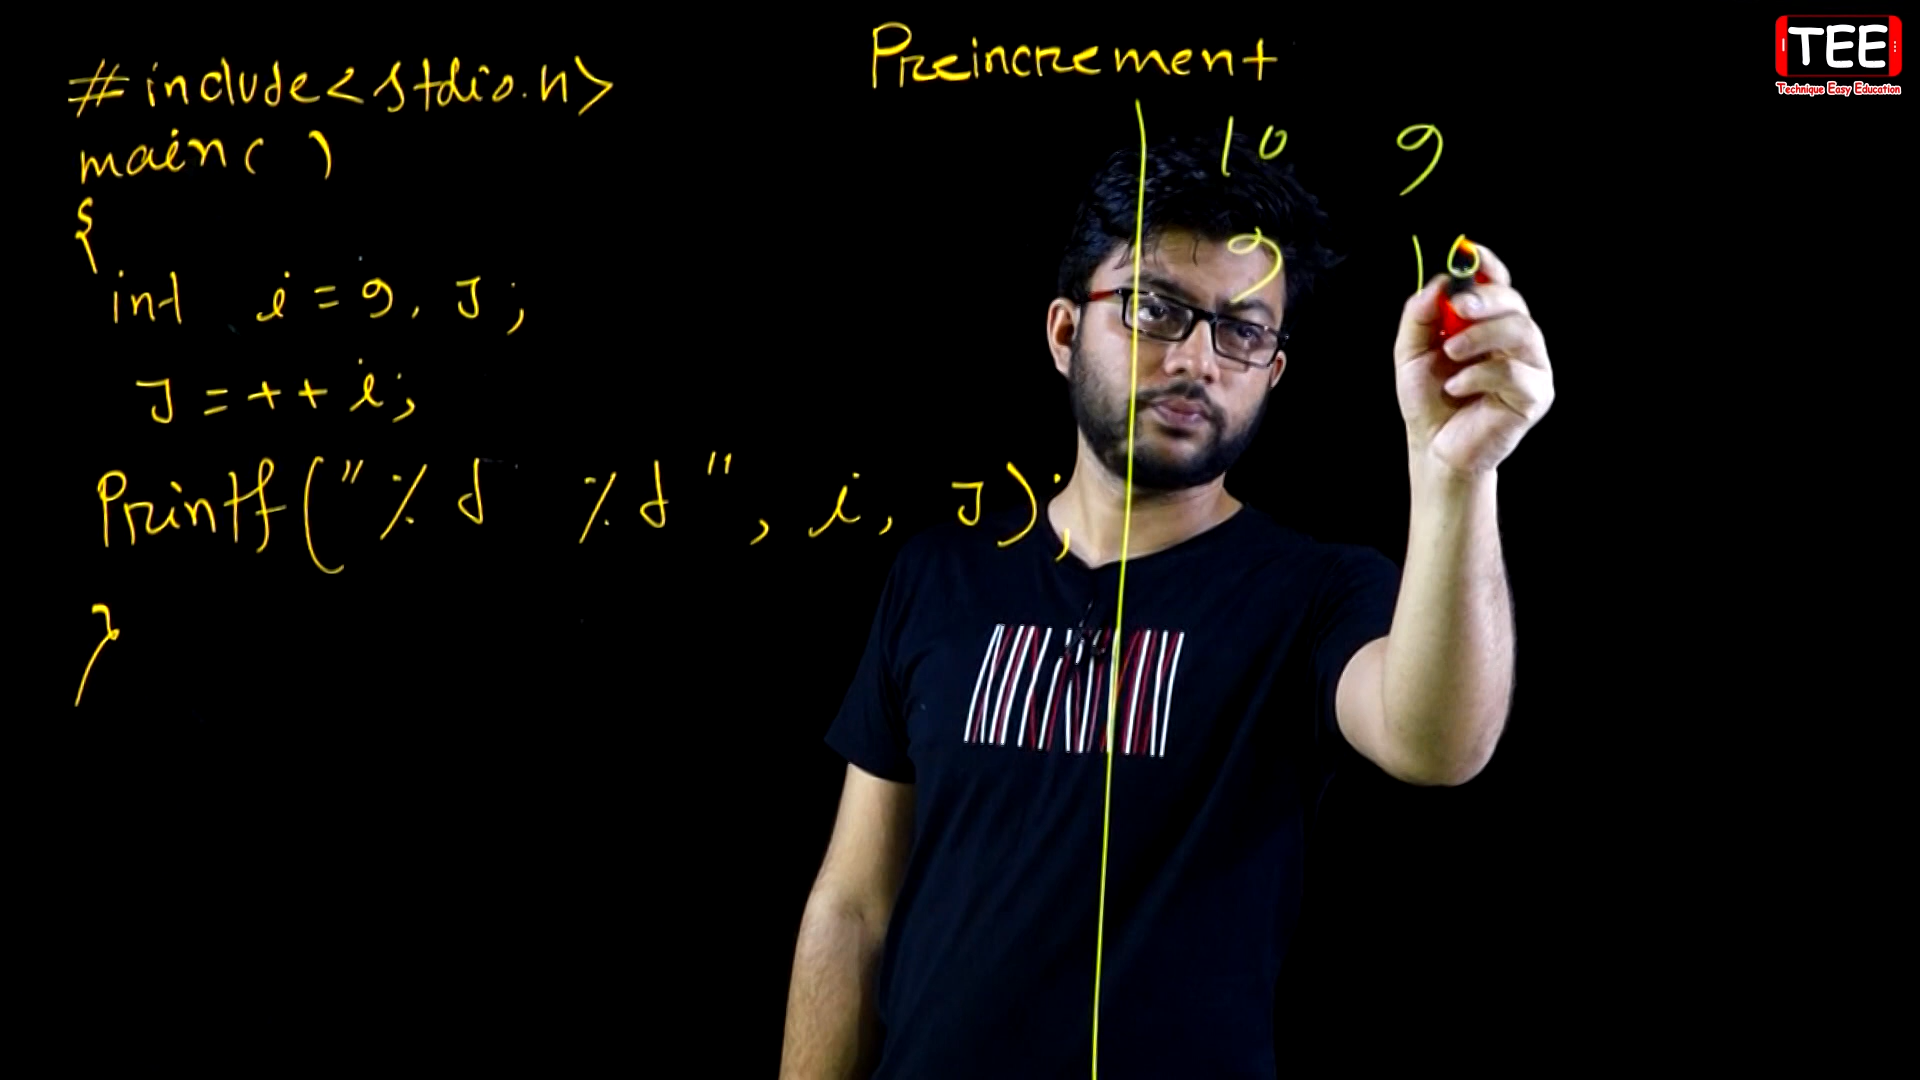 Preincrement
#include<stdio.h>
main( )
{
int i = 9, J;
J = ++ i;
Printf("%d %d", i, J);
}
10 9
9 10
TEE
Technique Easy Education